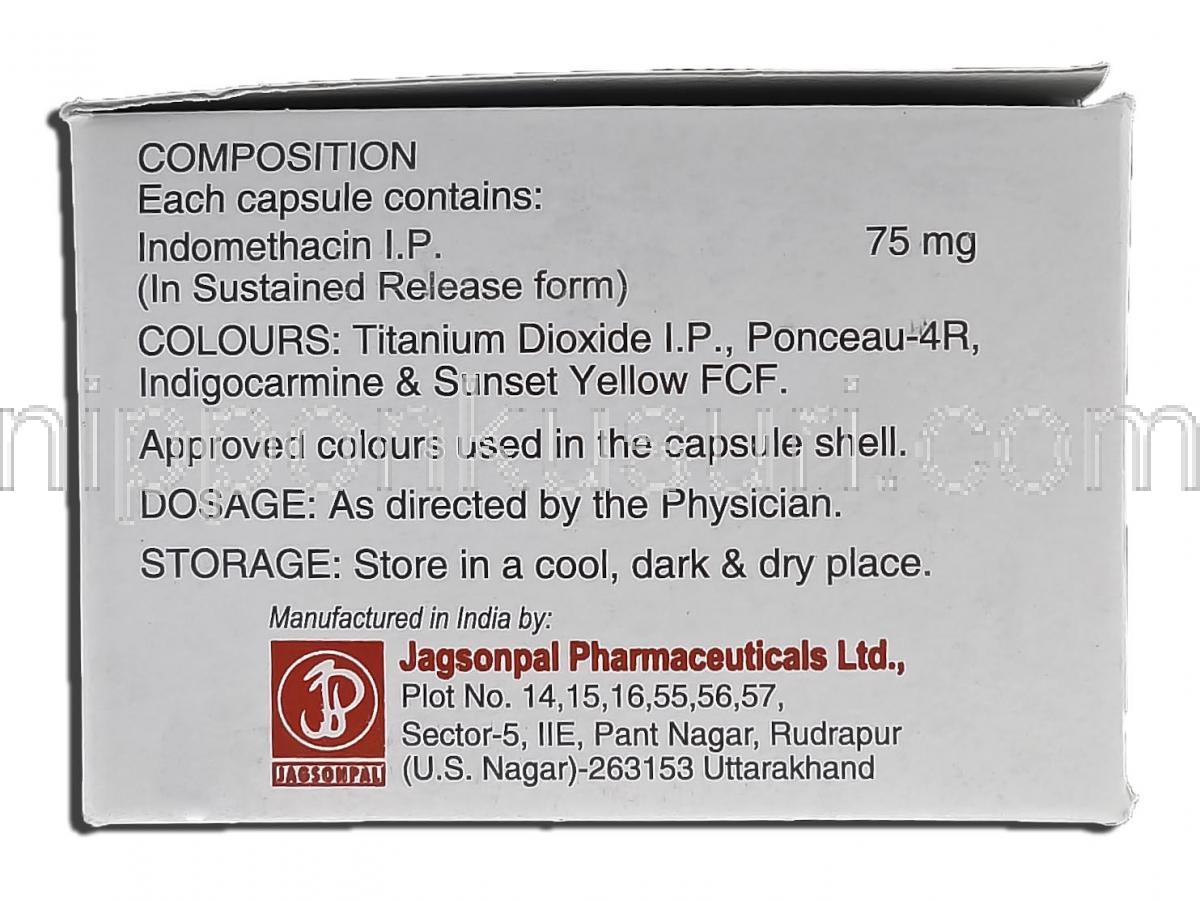 COMPOSITION
Each capsule contains:
Indomethacin I.P. 75 mg
(In Sustained Release form)
COLOURS: Titanium Dioxide I.P., Ponceau-4R,
Indigocarmine & Sunset Yellow FCF.
nipponkusuri.com
Approved colours used in the capsule shell.
DOSAGE: As directed by the Physician.
STORAGE: Store in a cool, dark & dry place.
Manufactured in India by:
Jagsonpal Pharmaceuticals Ltd.,
Plot No. 14,15,16,55,56,57,
Sector-5, IIE, Pant Nagar, Rudrapur
(U.S. Nagar)-263153 Uttarakhand
JP
JAGSONPAL